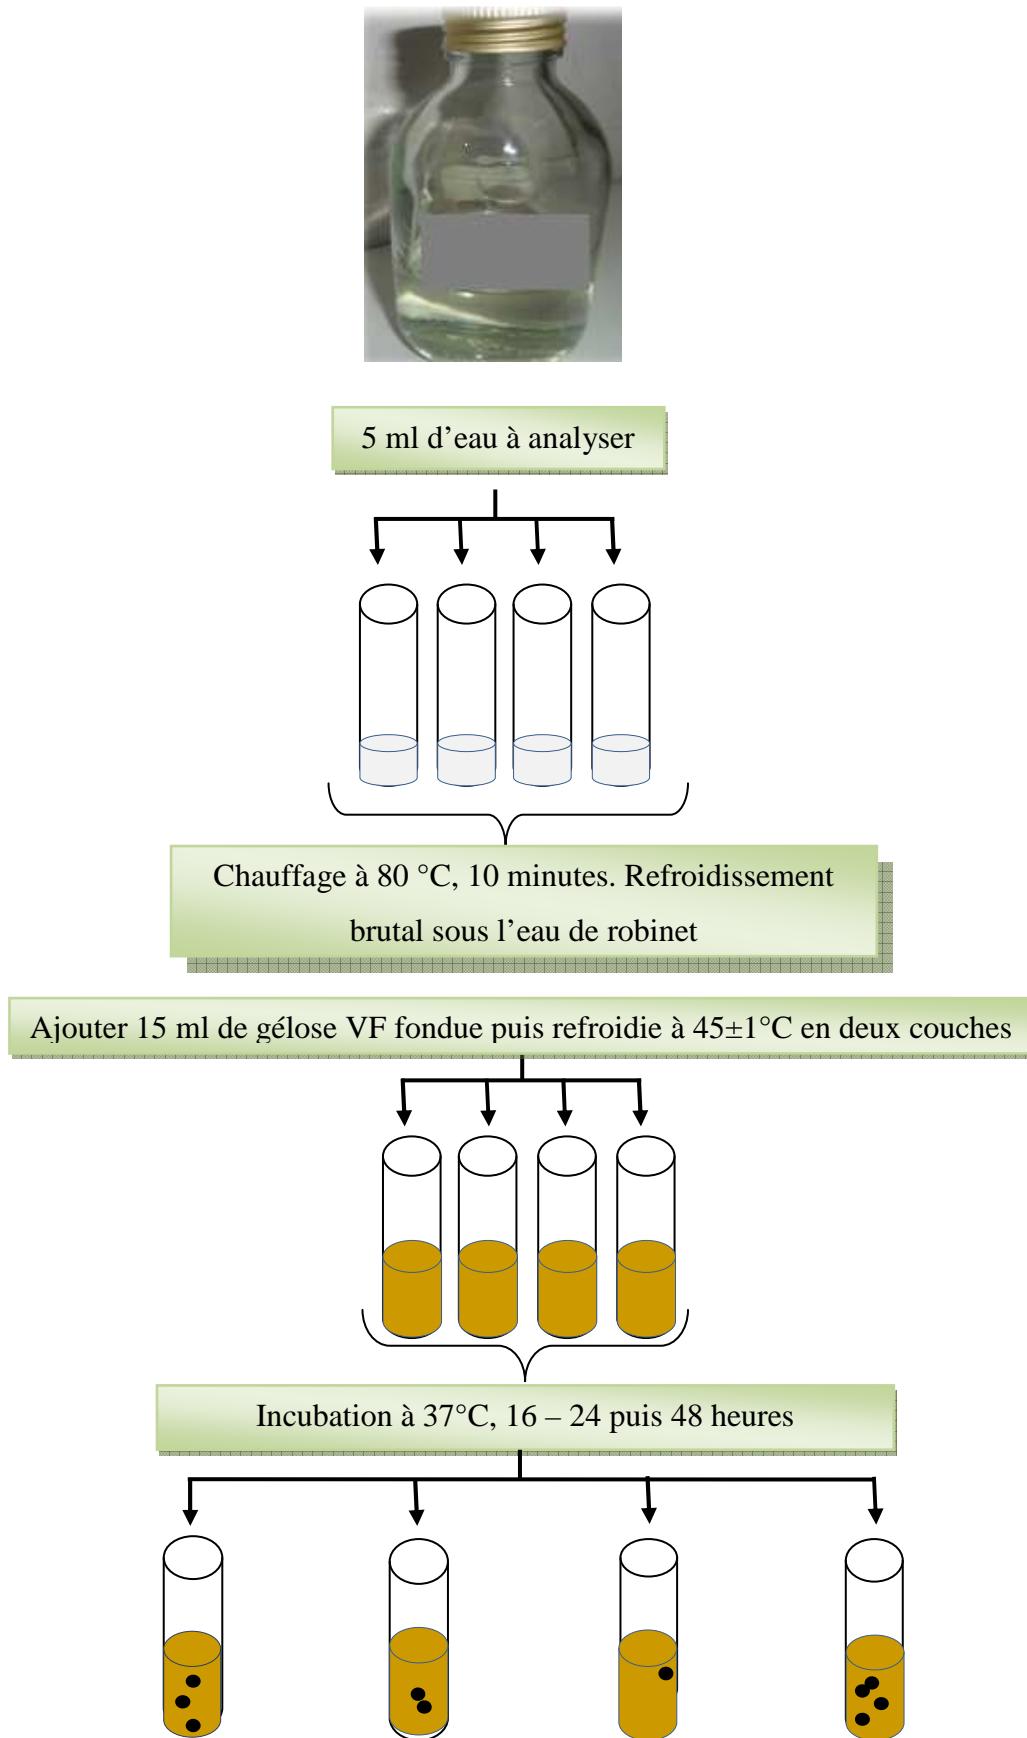 5 ml d’eau à analyser
Chauffage à 80 °C, 10 minutes. Refroidissement
brutal sous l’eau de robinet
Ajouter 15 ml de gélose VF fondue puis refroidie à 45±1°C en deux couches
Incubation à 37°C, 16 – 24 puis 48 heures